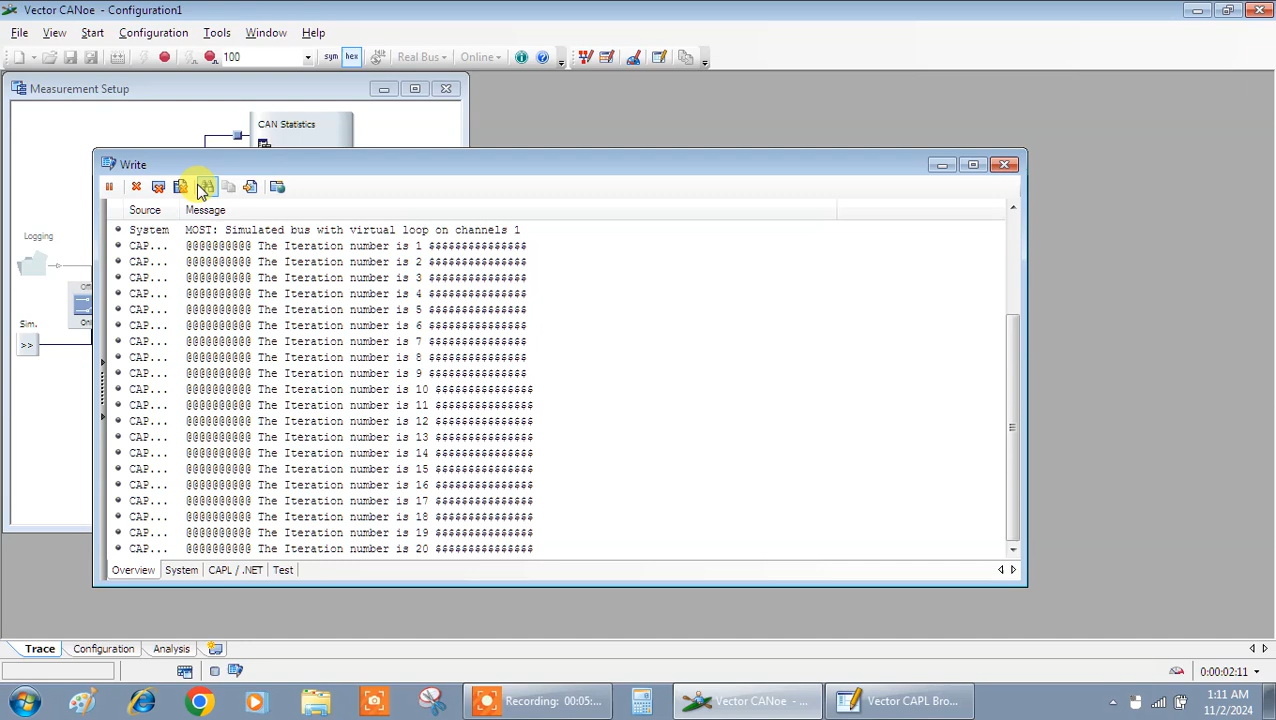 Vector CANoe - Configuration1
File View Start Configuration Tools Window Help
100 sym hex Real Bus Online
Measurement Setup
CAN Statistics
Write
Source Message
System MOST: Simulated bus with virtual loop on channels 1
CAP... @@@@@@@@@@ The Iteration number is 1 $$$$$$$$$$$$$$$
CAP... @@@@@@@@@@ The Iteration number is 2 $$$$$$$$$$$$$$$
CAP... @@@@@@@@@@ The Iteration number is 3 $$$$$$$$$$$$$$$
CAP... @@@@@@@@@@ The Iteration number is 4 $$$$$$$$$$$$$$$
CAP... @@@@@@@@@@ The Iteration number is 5 $$$$$$$$$$$$$$$
CAP... @@@@@@@@@@ The Iteration number is 6 $$$$$$$$$$$$$$$
CAP... @@@@@@@@@@ The Iteration number is 7 $$$$$$$$$$$$$$$
CAP... @@@@@@@@@@ The Iteration number is 8 $$$$$$$$$$$$$$$
CAP... @@@@@@@@@@ The Iteration number is 9 $$$$$$$$$$$$$$$
CAP... @@@@@@@@@@ The Iteration number is 10 $$$$$$$$$$$$$$$
CAP... @@@@@@@@@@ The Iteration number is 11 $$$$$$$$$$$$$$$
CAP... @@@@@@@@@@ The Iteration number is 12 $$$$$$$$$$$$$$$
CAP... @@@@@@@@@@ The Iteration number is 13 $$$$$$$$$$$$$$$
CAP... @@@@@@@@@@ The Iteration number is 14 $$$$$$$$$$$$$$$
CAP... @@@@@@@@@@ The Iteration number is 15 $$$$$$$$$$$$$$$
CAP... @@@@@@@@@@ The Iteration number is 16 $$$$$$$$$$$$$$$
CAP... @@@@@@@@@@ The Iteration number is 17 $$$$$$$$$$$$$$$
CAP... @@@@@@@@@@ The Iteration number is 18 $$$$$$$$$$$$$$$
CAP... @@@@@@@@@@ The Iteration number is 19 $$$$$$$$$$$$$$$
CAP... @@@@@@@@@@ The Iteration number is 20 $$$$$$$$$$$$$$$
Overview System CAPL / .NET Test
Logging
Sim.
>>
Trace Configuration Analysis
0:00:02:11
Recording: 00:05:... Vector CANoe - ... Vector CAPL Bro...
1:11 AM
11/2/2024